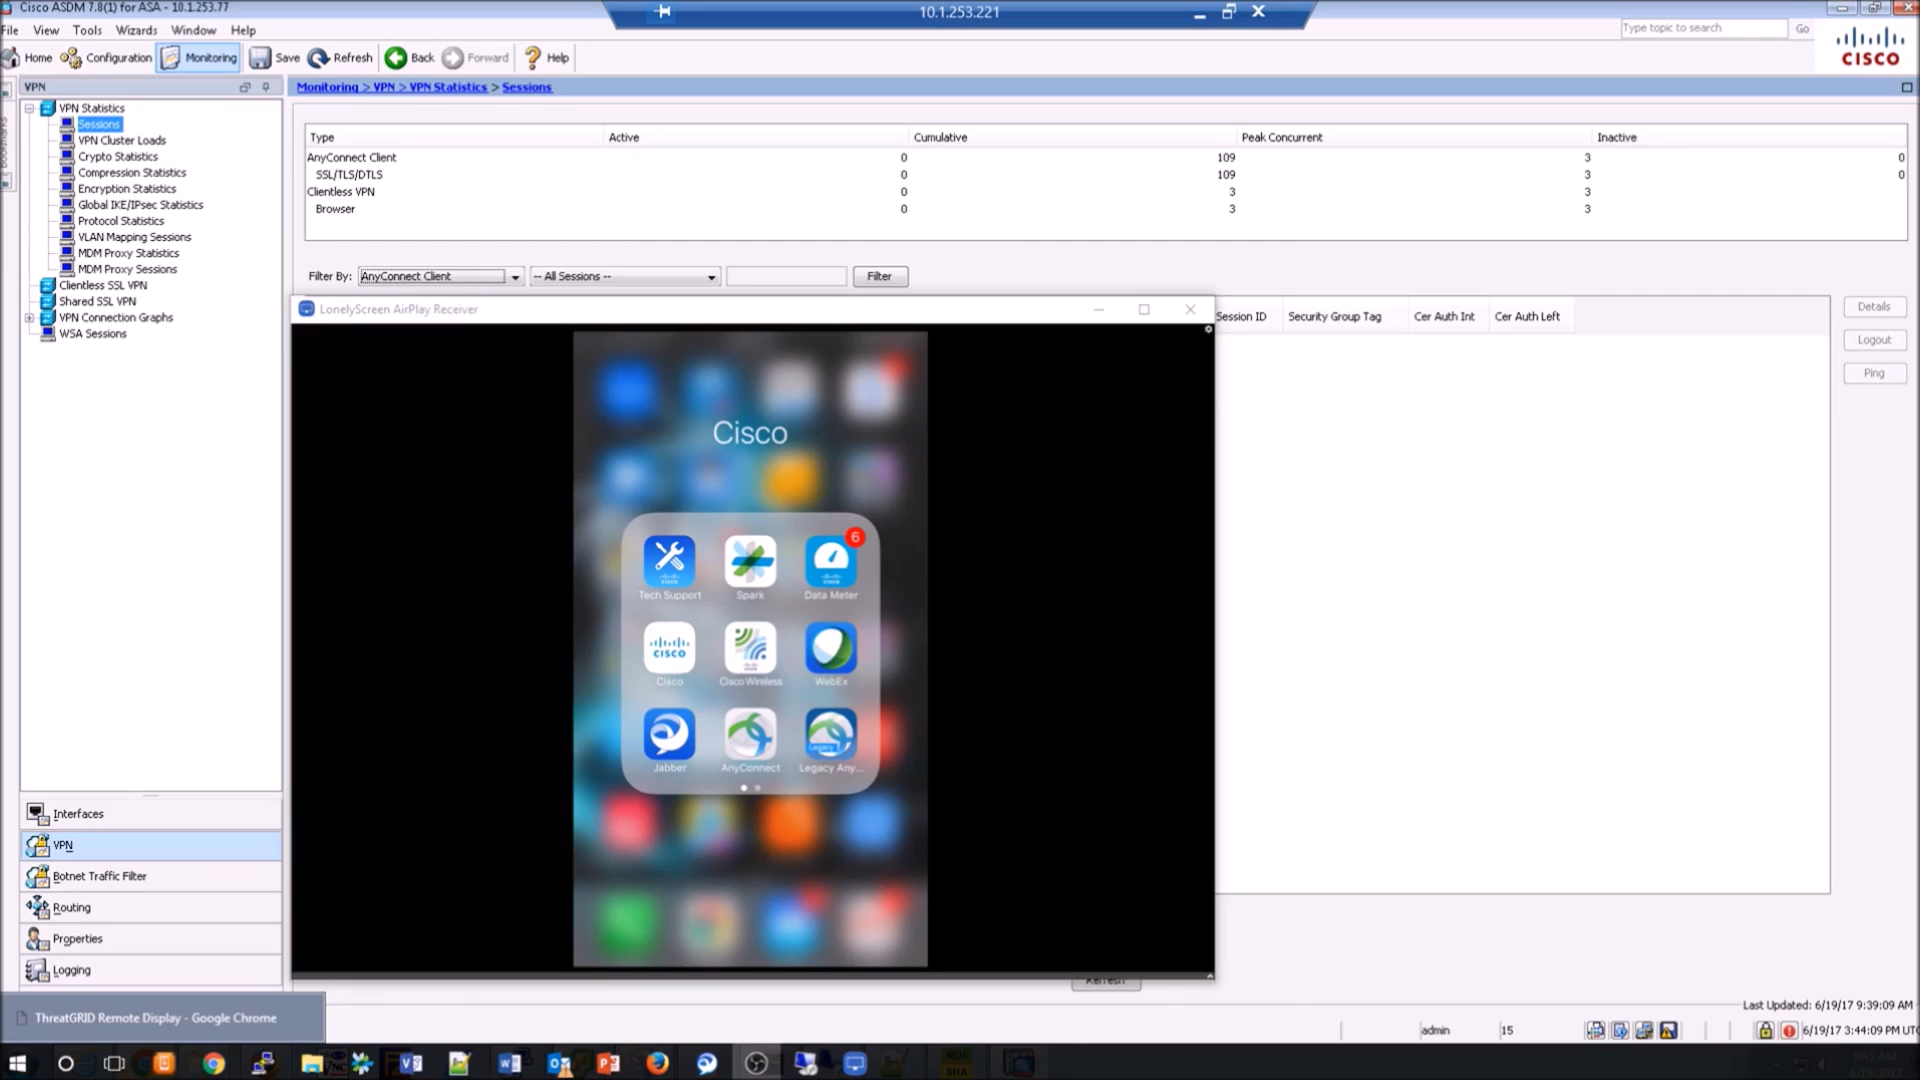 Cisco ASDM 7.8(1) for ASA - 10.1.253.77
10.1.253.221
File View Tools Wizards Window Help
Type topic to search Go
CISCO
Home Configuration Monitoring Save Refresh Back Forward Help
VPN
Monitoring > VPN > VPN Statistics > Sessions
VPN Statistics
Sessions
VPN Cluster Loads
Crypto Statistics
Compression Statistics
Encryption Statistics
Global IKE/IPsec Statistics
Protocol Statistics
VLAN Mapping Sessions
MDM Proxy Statistics
MDM Proxy Sessions
Clientless SSL VPN
Shared SSL VPN
VPN Connection Graphs
WSA Sessions
Type Active Cumulative Peak Concurrent Inactive
AnyConnect Client 0 109 3 0
SSL/TLS/DTLS 0 109 3 0
Clientless VPN 0 3 3
Browser 0 3 3
Filter By: AnyConnect Client -- All Sessions -- Filter
LonelyScreen AirPlay Receiver
Session ID Security Group Tag Cer Auth Int Cer Auth Left
Details
Logout
Ping
Cisco
6
Tech Support Spark Data Meter
CISCO
Cisco Cisco Wireless WebEx
Legacy
Jabber AnyConnect Legacy Any...
Interfaces
VPN
Botnet Traffic Filter
Routing
Properties
Logging
Refresh
ThreatGRID Remote Display - Google Chrome
Last Updated: 6/19/17 9:39:09 AM
admin 15 6/19/17 3:44:09 PM UTC